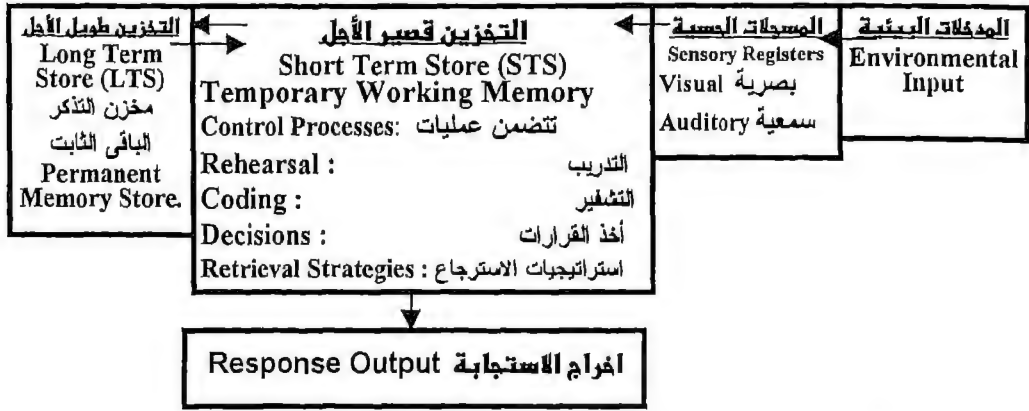 المدخلات البيئية
Environmental
Input
المسجلات الحسية
Sensory Registers
Visual بصرية
Auditory سمعية
التخزين قصير الأجل
Short Term Store (STS)
Temporary Working Memory
Control Processes: تتضمن عمليات
Rehearsal : التدريب
Coding : التشفير
Decisions : أخذ القرارات
Retrieval Strategies : استراتيجيات الاسترجاع
التخزين طويل الأجل
Long Term
Store (LTS)
مخزن التذكر
الباقى الثابت
Permanent
Memory Store.
Response Output اخراج الاستجابة